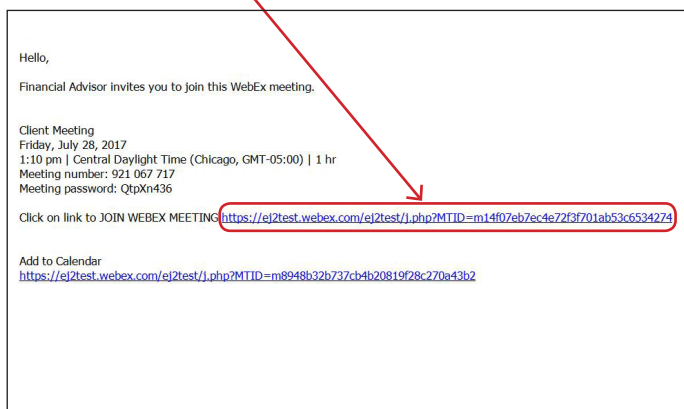 Hello,
Financial Advisor invites you to join this WebEx meeting.
Client Meeting
Friday, July 28, 2017
1:10 pm | Central Daylight Time (Chicago, GMT-05:00) | 1 hr
Meeting number: 921 067 717
Meeting password: QtpXn436
Click on link to JOIN WEBEX MEETING https://ej2test.webex.com/ej2test/j.php?MTID=m14f07eb7ec4e72f3f701ab53c6534274
Add to Calendar
https://ej2test.webex.com/ej2test/j.php?MTID=m8948b32b737cb4b20819f28c270a43b2